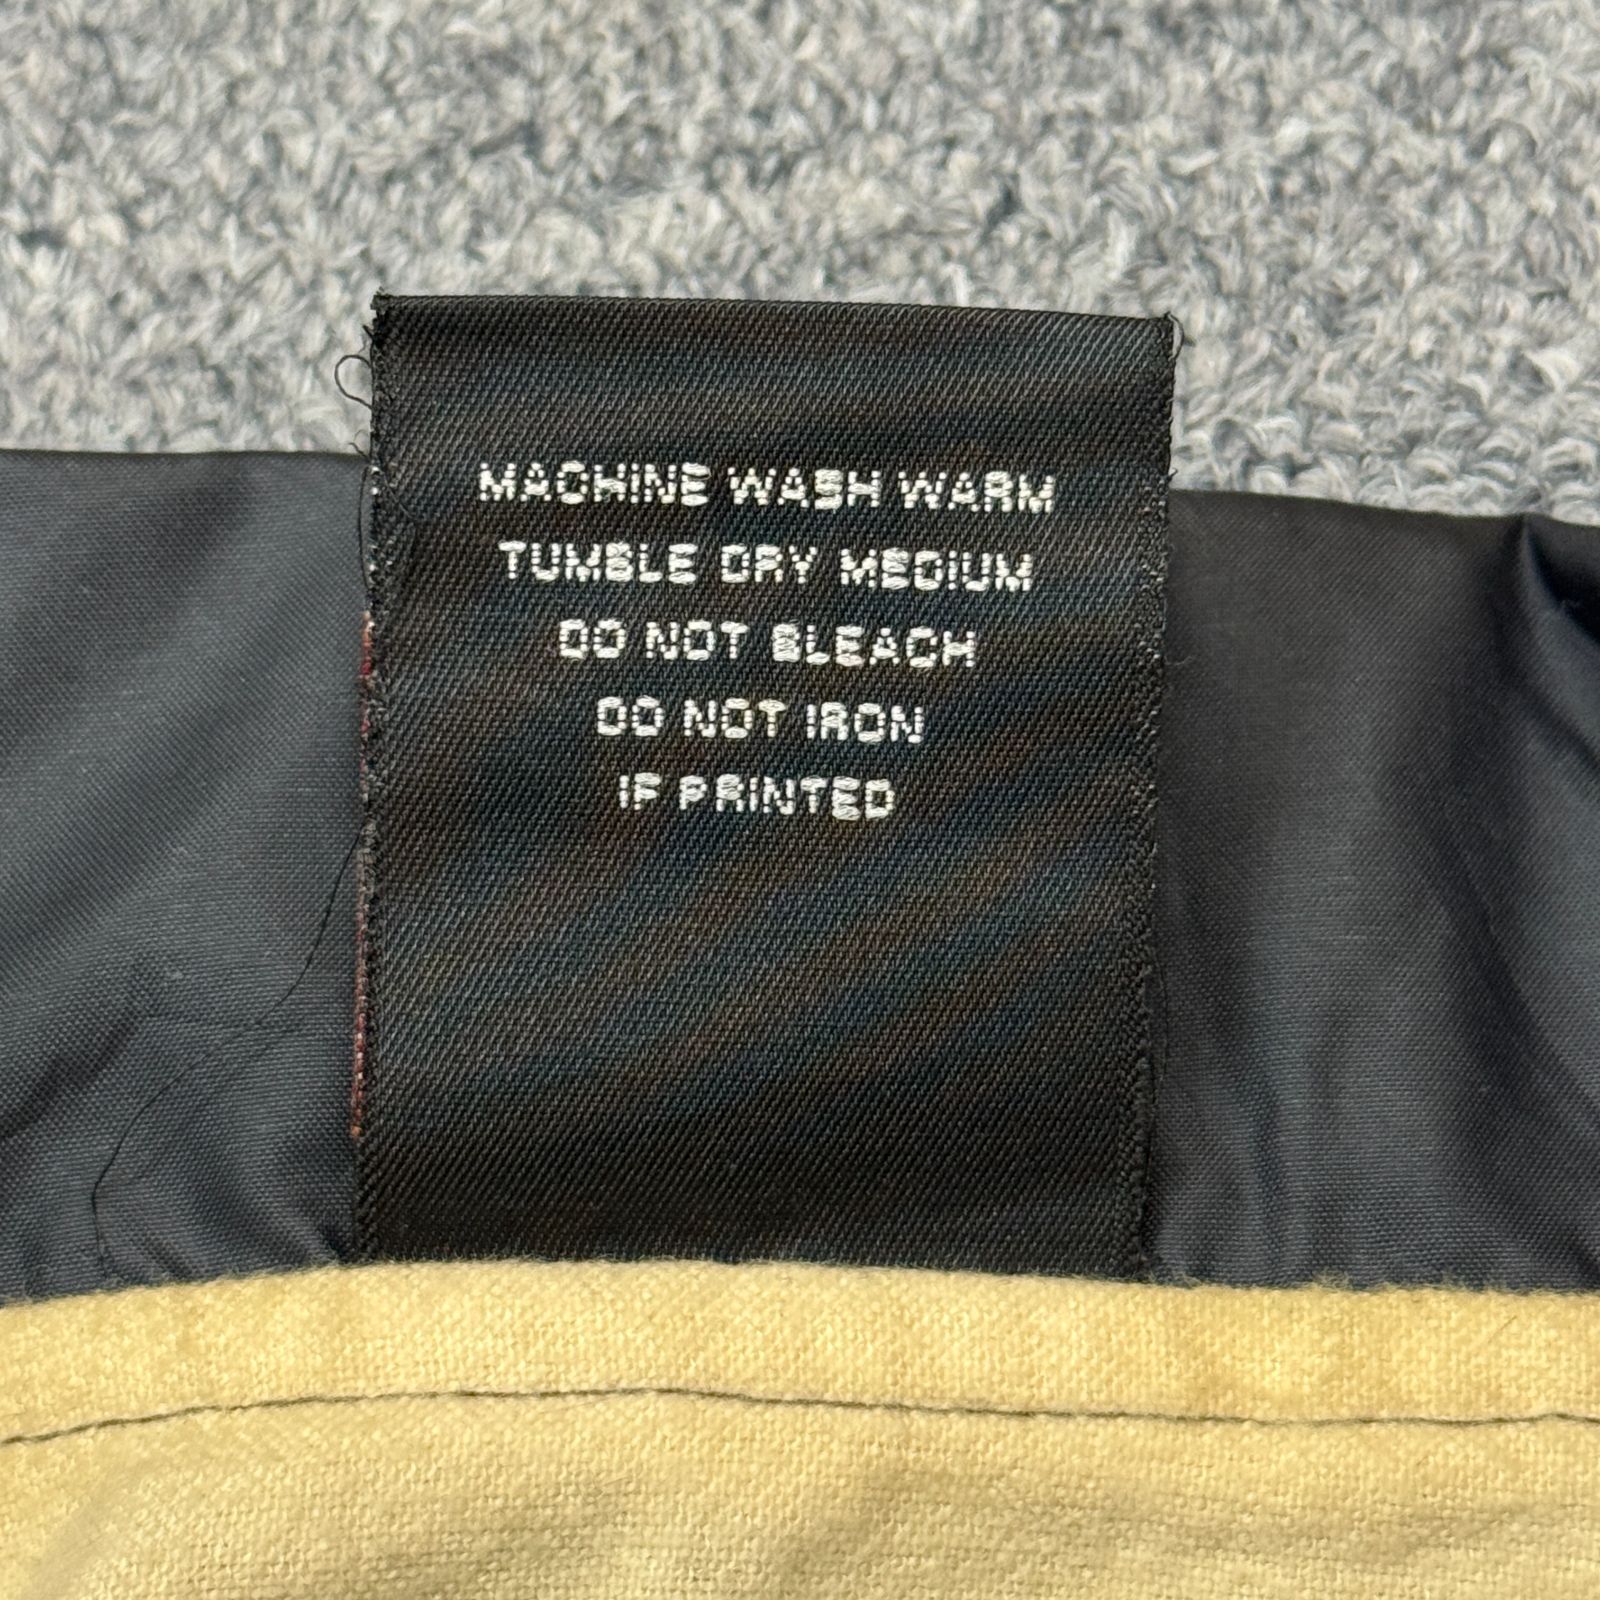 MACHINE WASH WARM
TUMBLE DRY MEDIUM
DO NOT BLEACH
DO NOT IRON
IF PRINTED